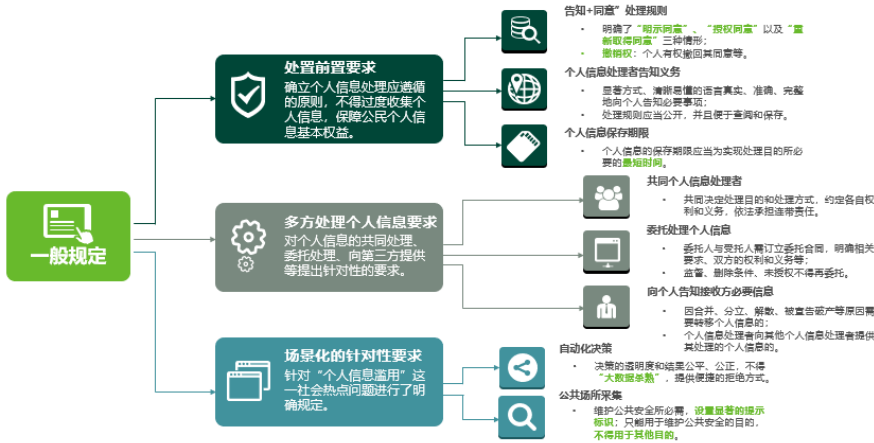 一般规定
处置前置要求
确立个人信息处理应遵循
的原则，不得过度收集个
人信息，保障公民个人信
息基本权益。
告知+同意”处理规则
• 明确了“明示同意”、“授权同意”以及“重
新取得同意”三种情形；
• 撤销权：个人有权撤回其同意等。
个人信息处理者告知义务
• 显著方式、清晰易懂的语言真实、准确、完整
地向个人告知必要事项；
• 处理规则应当公开，并且便于查阅和保存。
个人信息保存期限
• 个人信息的保存期限应当为实现处理目的所必
要的最短时间。
多方处理个人信息要求
对个人信息的共同处理、
委托处理、向第三方提供
等提出针对性的要求。
共同个人信息处理者
• 共同决定处理目的和处理方式，约定各自权
利和义务，依法承担连带责任。
委托处理个人信息
• 委托人与受托人需订立委托合同，明确相关
要求、双方的权利和义务等；
• 监督、删除条件、未授权不得再委托。
向个人告知接收方必要信息
• 因合并、分立、解散、被宣告破产等原因需
要转移个人信息的；
• 个人信息处理者向其他个人信息处理者提供
其处理的个人信息的。
场景化的针对性要求
针对“个人信息滥用”这
一社会热点问题进行了明
确规定。
自动化决策
• 决策的透明度和结果公平、公正，不得
“大数据杀熟”，提供便捷的拒绝方式。
公共场所采集
• 维护公共安全所必需，设置显著的提示
标识；只能用于维护公共安全的目的，
不得用于其他目的。